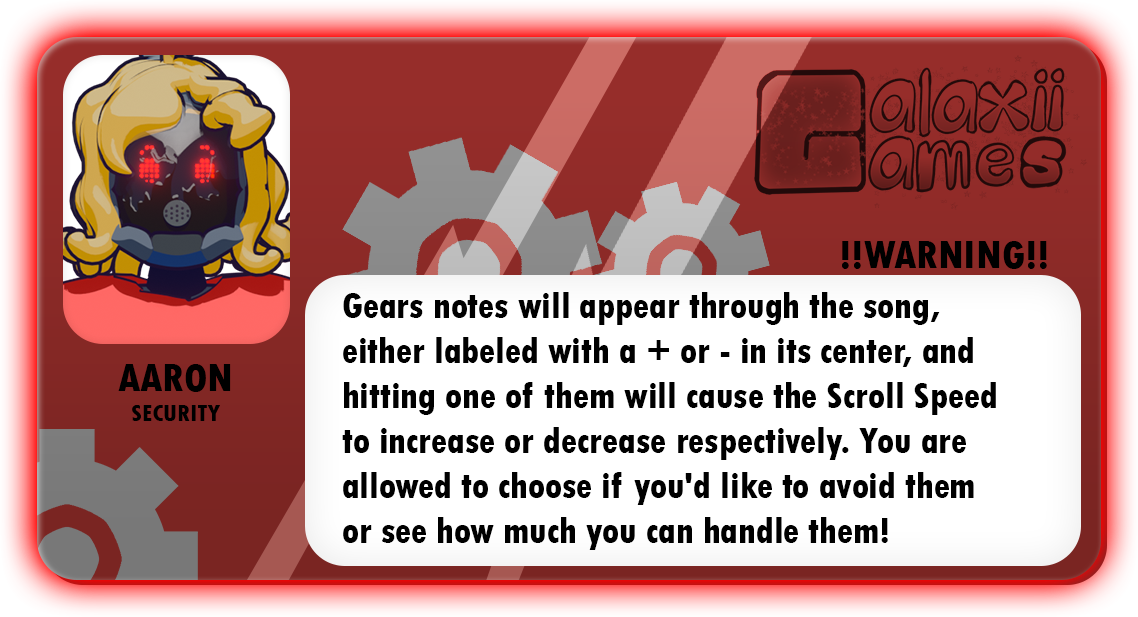 Galaxii
Games
!!WARNING!!
Gears notes will appear through the song,
either labeled with a + or - in its center, and
hitting one of them will cause the Scroll Speed
to increase or decrease respectively. You are
allowed to choose if you'd like to avoid them
or see how much you can handle them!
AARON
SECURITY